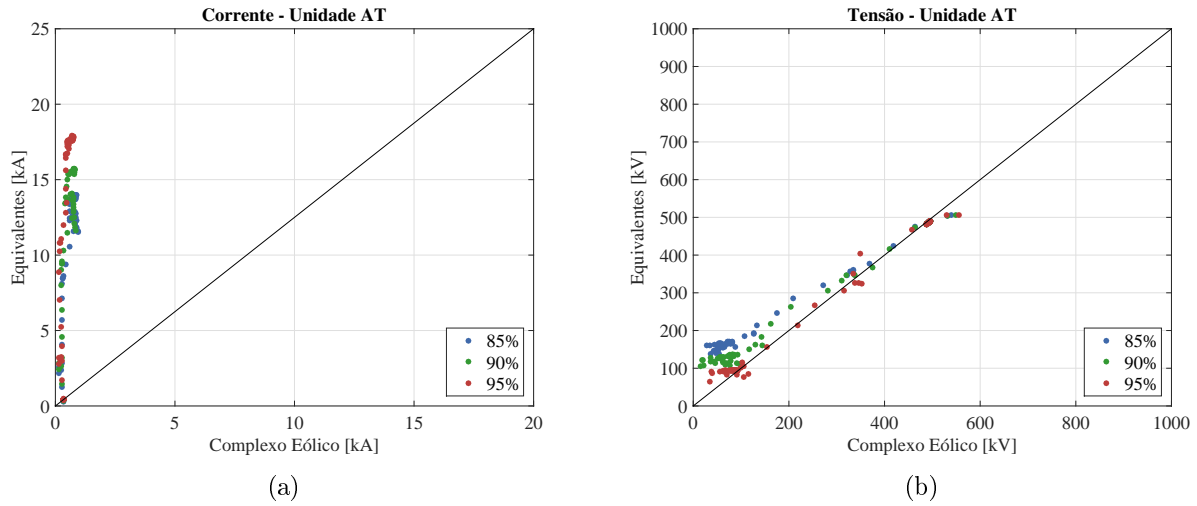 Corrente - Unidade AT
25
20
15
10
5
0
Equivalentes [kA]
0 5 10 15 20
Complexo Eólico [kA]
85%
90%
95%
(a)
Tensão - Unidade AT
1000
900
800
700
600
500
400
300
200
100
0
Equivalentes [kV]
0 200 400 600 800 1000
Complexo Eólico [kV]
85%
90%
95%
(b)